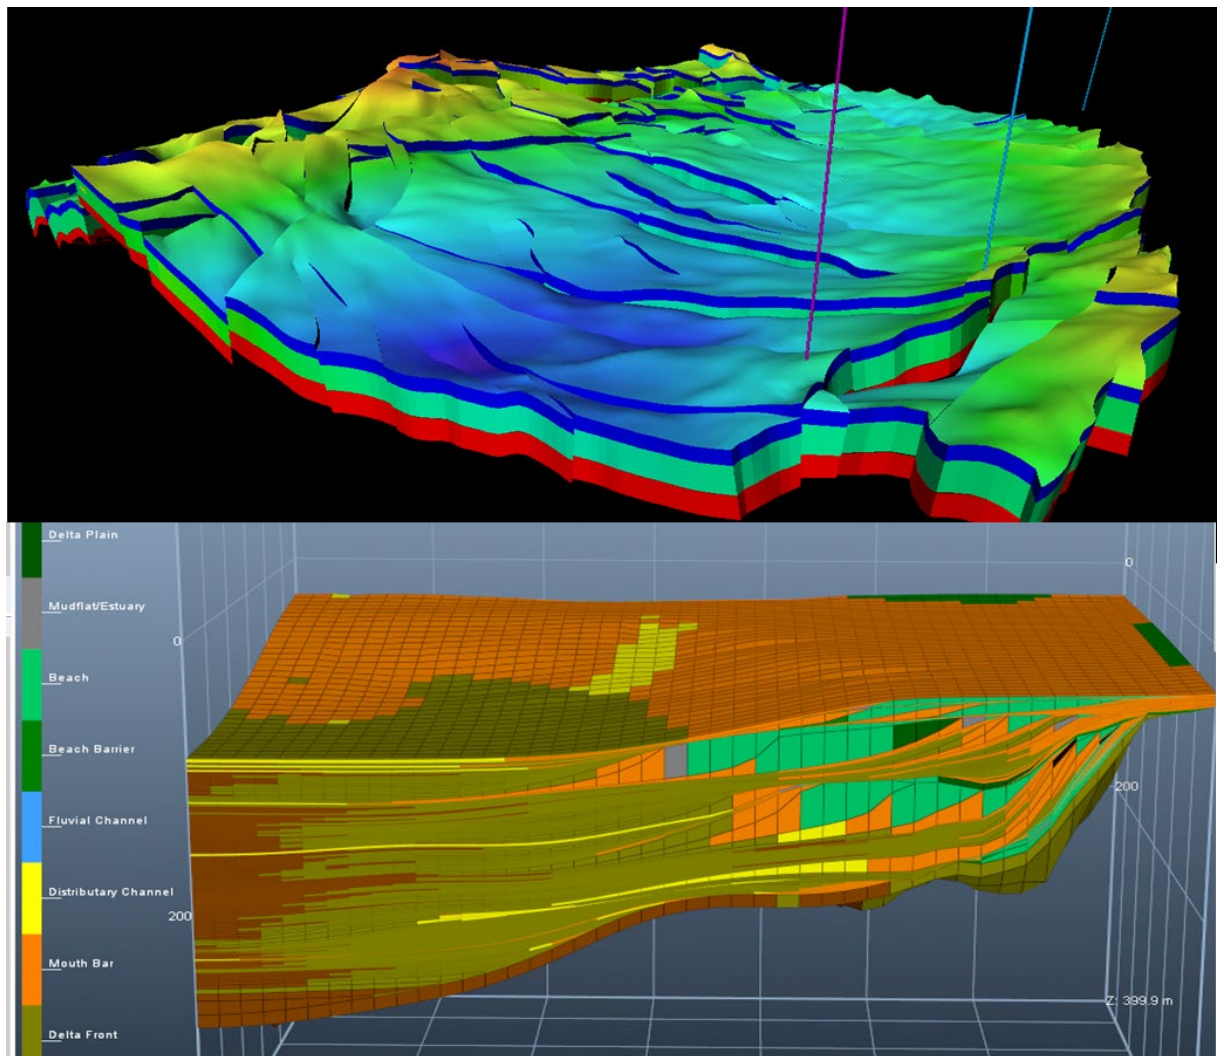 Delta Plain
Mudflat/Estuary
Beach
Beach Barrier
Fluvial Channel
Distributary Channel
Mouth Bar
Delta Front
0
200
0
200
Z: 399.9 m